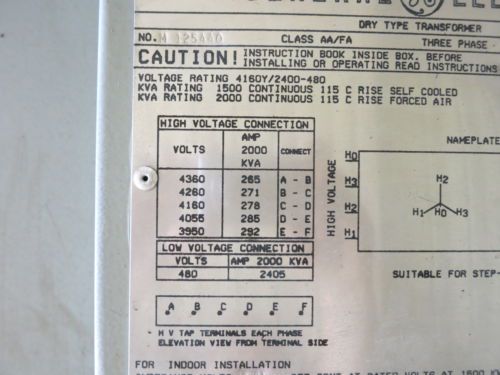 DRY TYPE TRANSFORMER
NO. CLASS AA/FA THREE PHASE
CAUTION! INSTRUCTION BOOK INSIDE BOX. BEFORE
INSTALLING OR OPERATING READ INSTRUCTIONS
VOLTAGE RATING 4160Y/2400-480
KVA RATING 1500 CONTINUOUS 115 C RISE SELF COOLED
KVA RATING 2000 CONTINUOUS 115 C RISE FORCED AIR
HIGH VOLTAGE CONNECTION
VOLTS AMP 2000 KVA CONNECT
4360 265 A - B
4260 271 B - C
4160 278 C - D
4055 285 D - E
3950 292 E - F
LOW VOLTAGE CONNECTION
VOLTS AMP 2000 KVA
480 2405
A B C D E F
H V TAP TERMINALS EACH PHASE
ELEVATION VIEW FROM TERMINAL SIDE
FOR INDOOR INSTALLATION
NAMEPLATE
HIGH VOLTAGE
H0
H3
H2
H1
H2
H1 H0 H3
SUITABLE FOR STEP-